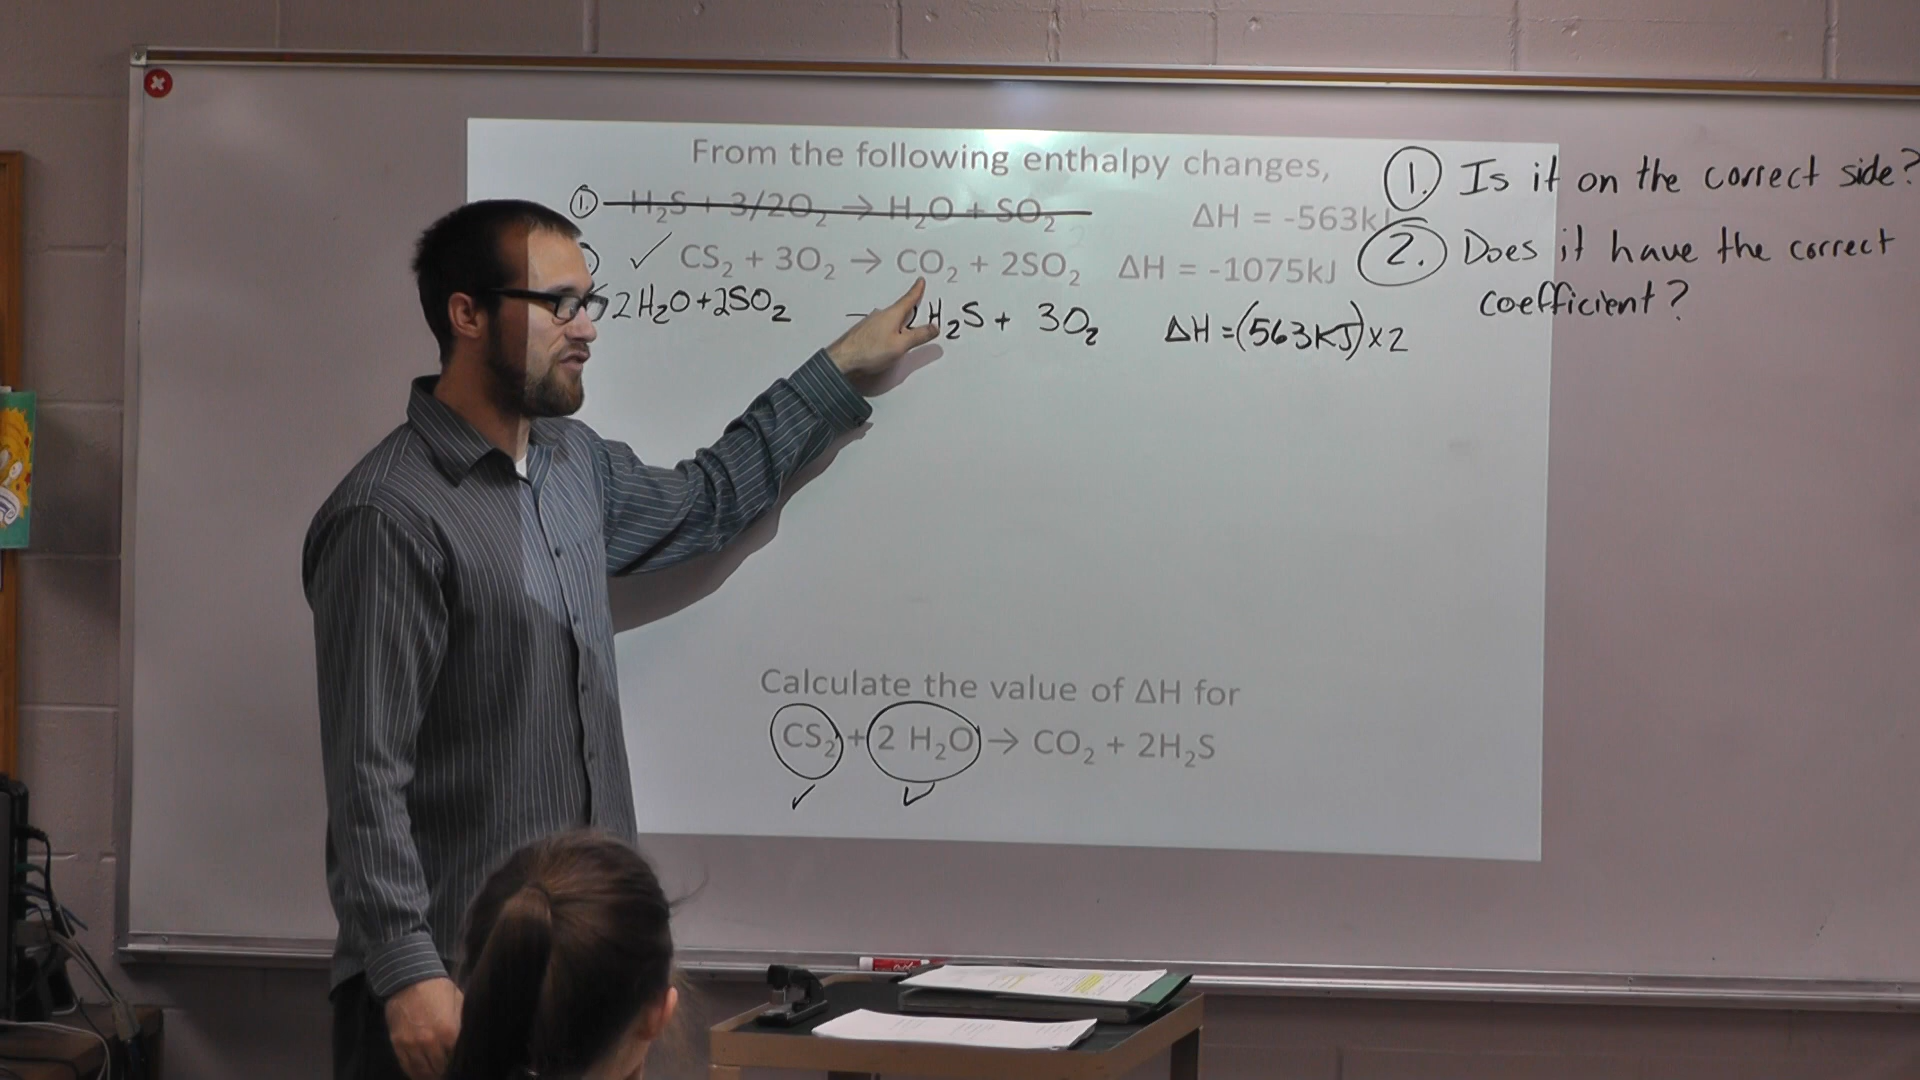 From the following enthalpy changes,
① H₂S + 3/2O₂ → H₂O + SO₂ ΔH = -563kJ
✓ CS₂ + 3O₂ → CO₂ + 2SO₂ ΔH = -1075kJ
2H₂O+2SO₂ → 2H₂S + 3O₂ ΔH =(563kJ)x2
1. Is it on the correct side?
2. Does it have the correct
coefficient?
Calculate the value of ΔH for
CS₂ + 2 H₂O → CO₂ + 2H₂S
✓ ✓